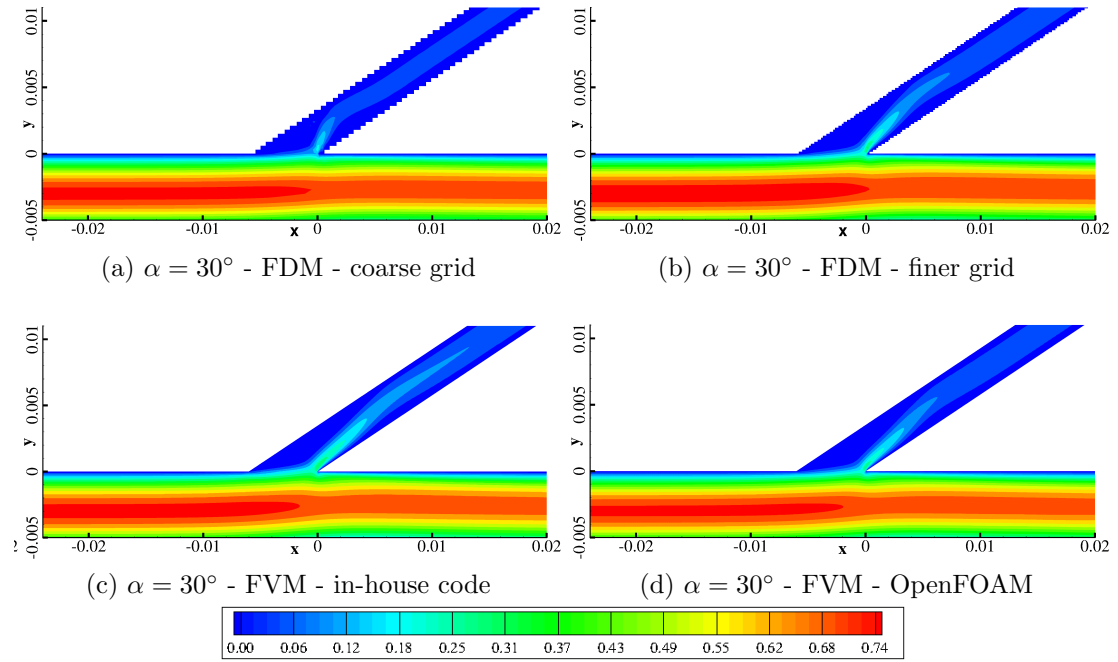 0.01
0.005
y
0
-0.005
-0.02 -0.01 x 0 0.01 0.02
(a) α = 30° - FDM - coarse grid
0.01
0.005
y
0
-0.005
-0.02 -0.01 x 0 0.01 0.02
(b) α = 30° - FDM - finer grid
0.01
0.005
y
0
-0.005
-0.02 -0.01 x 0 0.01 0.02
(c) α = 30° - FVM - in-house code
0.01
0.005
y
0
-0.005
-0.02 -0.01 x 0 0.01 0.02
(d) α = 30° - FVM - OpenFOAM
0.00 0.06 0.12 0.18 0.25 0.31 0.37 0.43 0.49 0.55 0.62 0.68 0.74